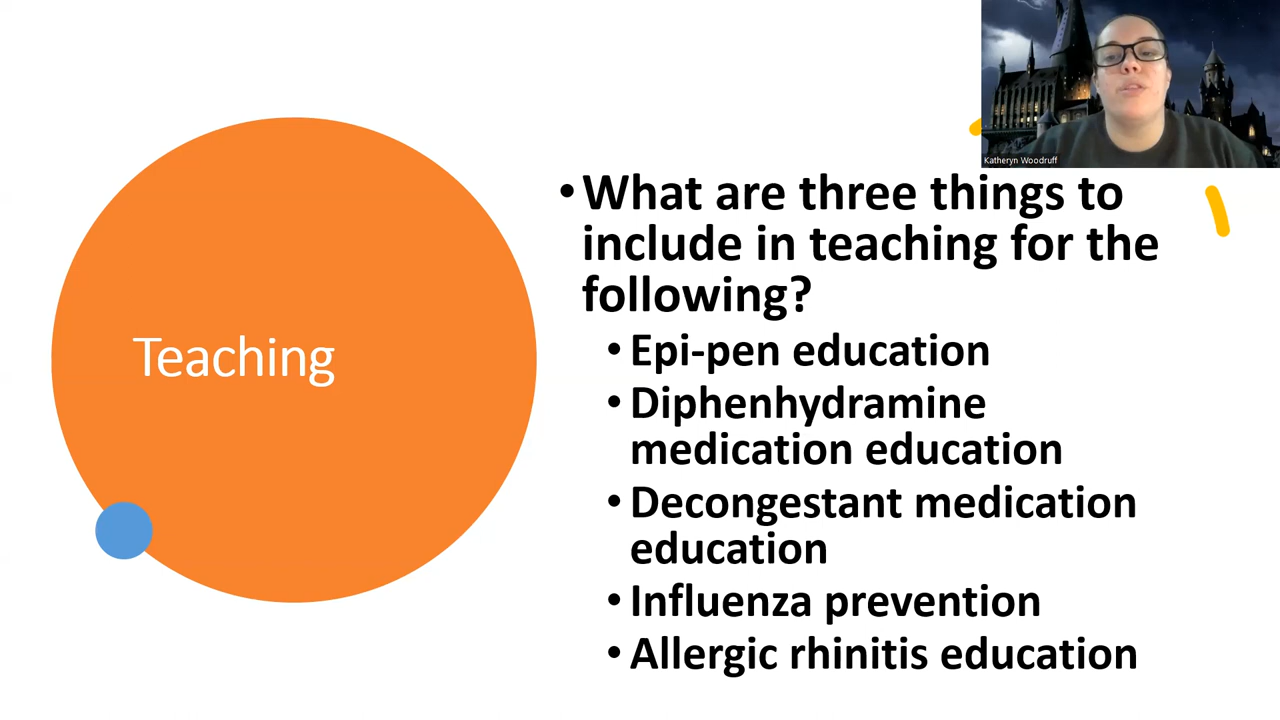 Katheryn Woodruff
Teaching
• What are three things to
include in teaching for the
following?
• Epi-pen education
• Diphenhydramine
medication education
• Decongestant medication
education
• Influenza prevention
• Allergic rhinitis education